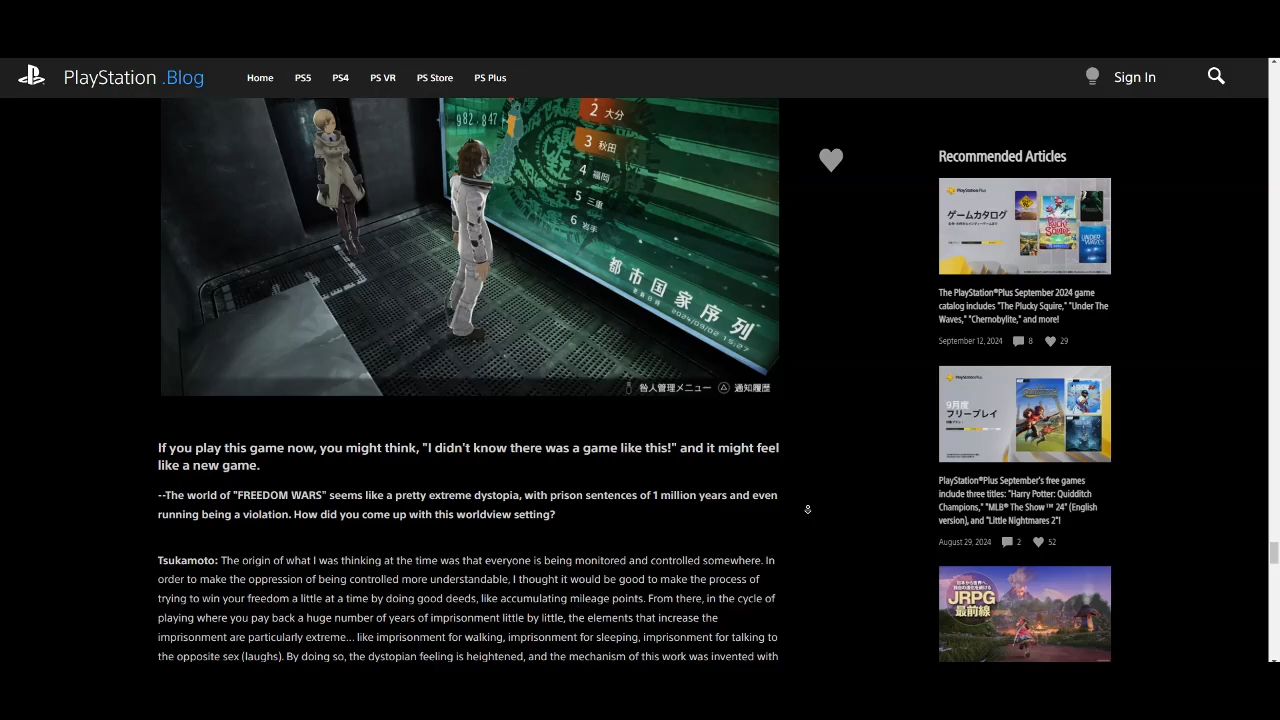 PlayStation .Blog
Home
PS5
PS4
PS VR
PS Store
PS Plus
Sign In
982,847
2 大分
3 秋田
4 福岡
5 三重
6 岩手
都市国家序列
2024/09/02 15:27
咎人管理メニュー
通知履歴
If you play this game now, you might think, "I didn't know there was a game like this!" and it might feel
like a new game.
--The world of "FREEDOM WARS" seems like a pretty extreme dystopia, with prison sentences of 1 million years and even
running being a violation. How did you come up with this worldview setting?
Tsukamoto: The origin of what I was thinking at the time was that everyone is being monitored and controlled somewhere. In
order to make the oppression of being controlled more understandable, I thought it would be good to make the process of
trying to win your freedom a little at a time by doing good deeds, like accumulating mileage points. From there, in the cycle of
playing where you pay back a huge number of years of imprisonment little by little, the elements that increase the
imprisonment are particularly extreme... like imprisonment for walking, imprisonment for sleeping, imprisonment for talking to
the opposite sex (laughs). By doing so, the dystopian feeling is heightened, and the mechanism of this work was invented with
Recommended Articles
PlayStation Plus
ゲームカタログ
The PlayStation®Plus September 2024 game
catalog includes "The Plucky Squire," "Under The
Waves," "Chernobylite," and more!
September 12, 2024
8
29
PlayStation Plus
9月度
フリープレイ
PlayStation®Plus September's free games
include three titles: "Harry Potter: Quidditch
Champions," "MLB® The Show™ 24" (English
version), and "Little Nightmares 2"!
August 29, 2024
2
52
JRPG
最前線